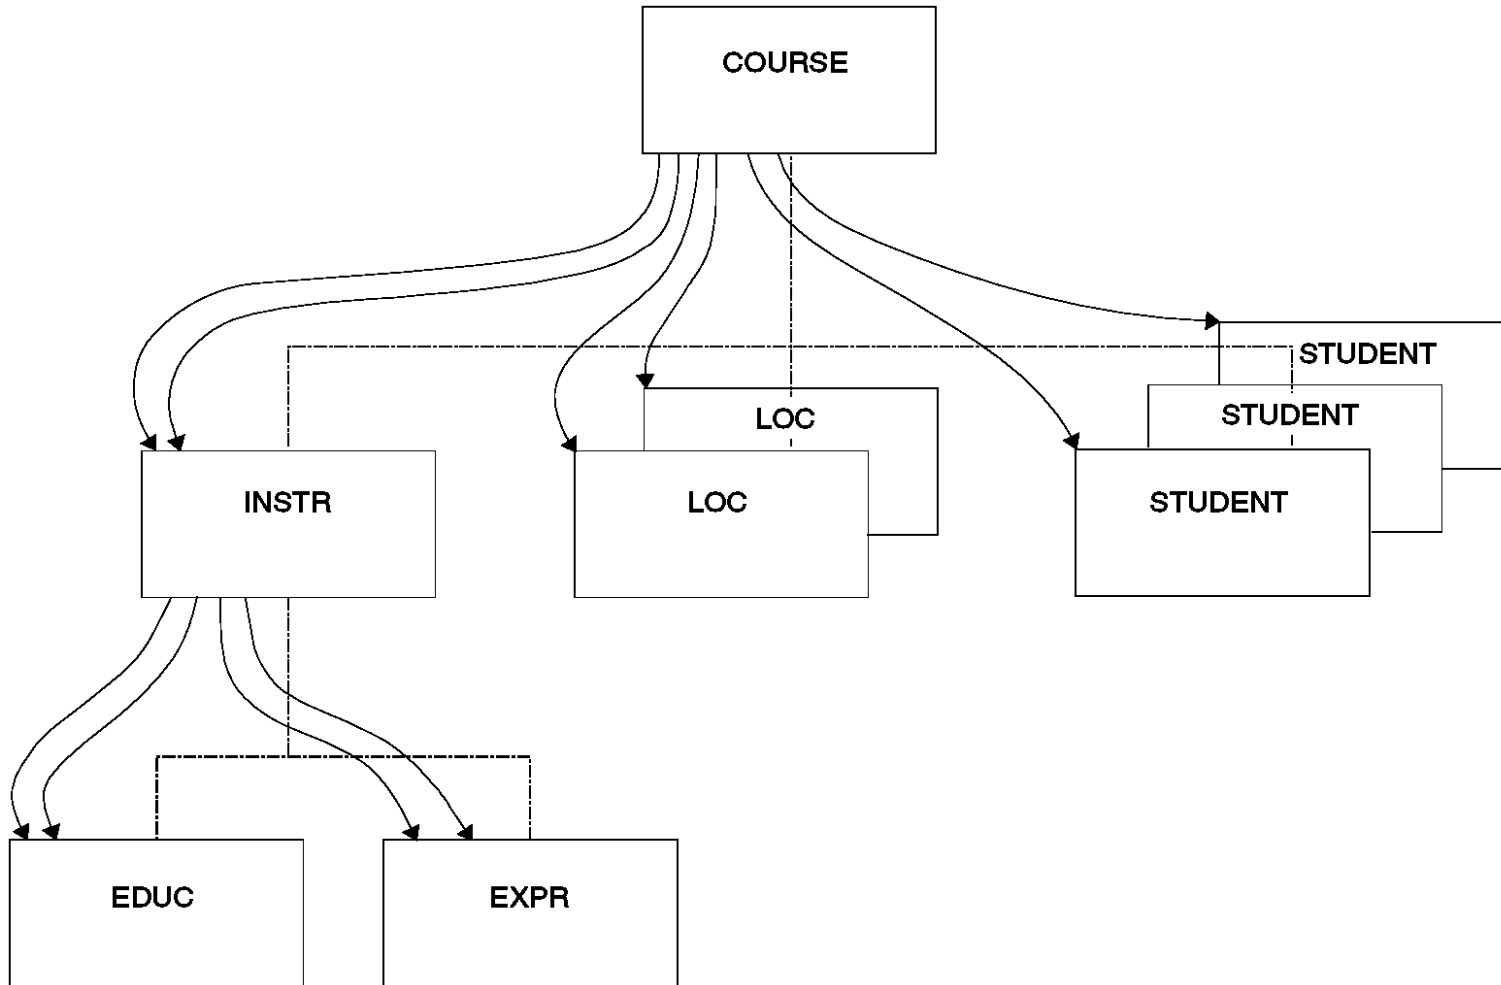 COURSE
STUDENT
STUDENT
LOC
INSTR
LOC
STUDENT
EDUC
EXPR